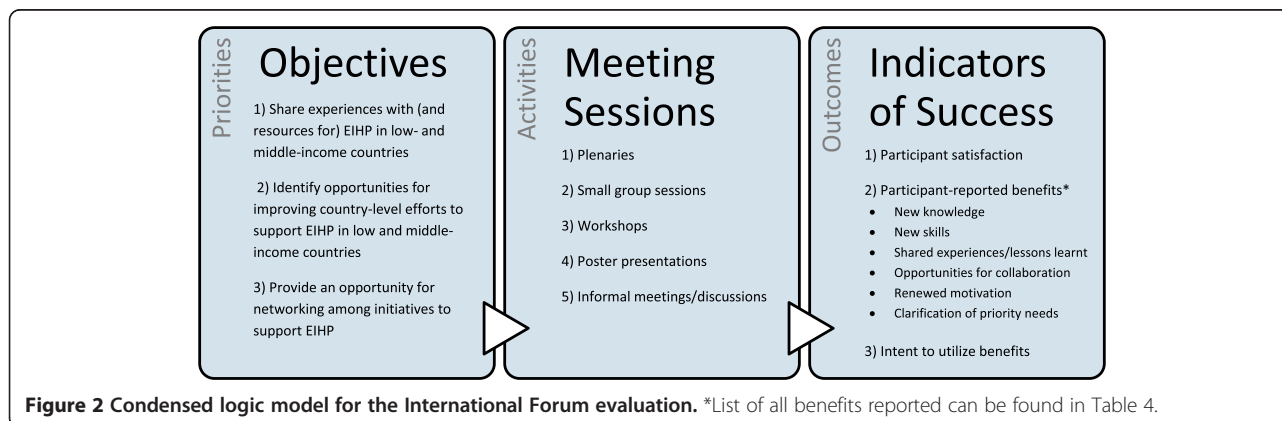 Priorities
Objectives
1) Share experiences with (and
resources for) EIHP in low- and
middle-income countries
2) Identify opportunities for
improving country-level efforts to
support EIHP in low and middle-
income countries
3) Provide an opportunity for
networking among initiatives to
support EIHP
Activities
Meeting
Sessions
1) Plenaries
2) Small group sessions
3) Workshops
4) Poster presentations
5) Informal meetings/discussions
Outcomes
Indicators
of Success
1) Participant satisfaction
2) Participant-reported benefits*
• New knowledge
• New skills
• Shared experiences/lessons learnt
• Opportunities for collaboration
• Renewed motivation
• Clarification of priority needs
3) Intent to utilize benefits
Figure 2 Condensed logic model for the International Forum evaluation. *List of all benefits reported can be found in Table 4.